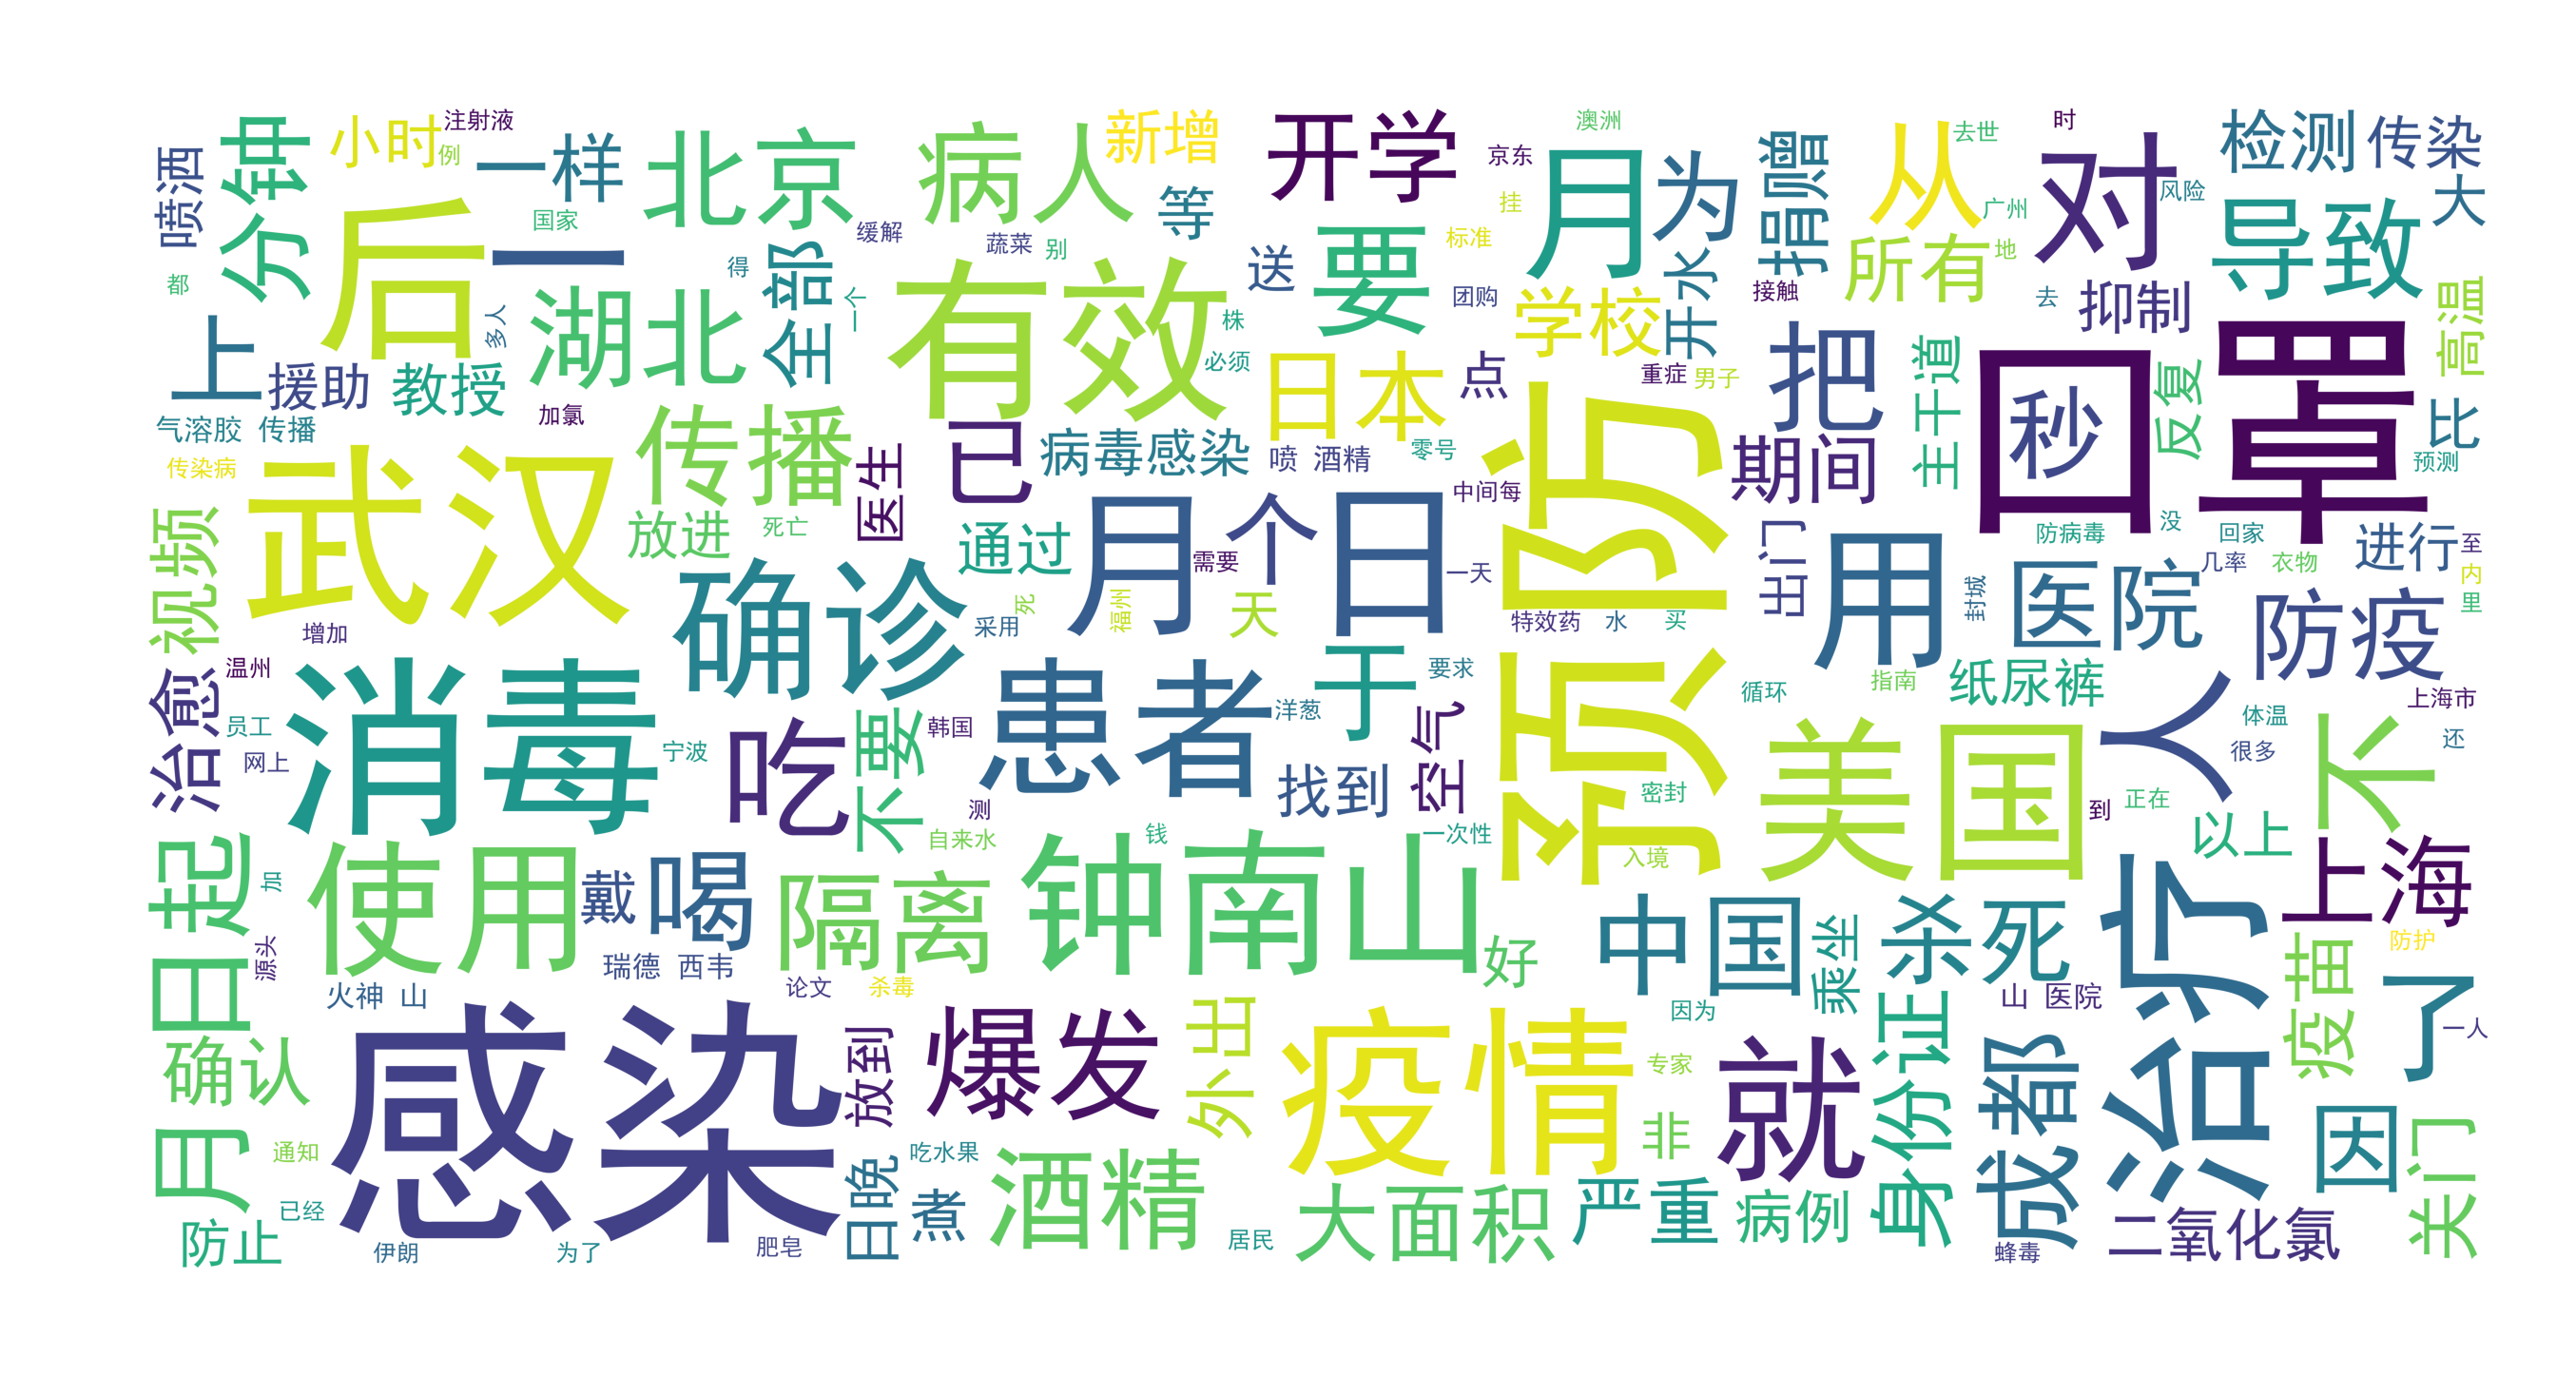 注射液
小时
例
分钟
喷洒
都
后
一样
国家
一
北京
得
全部
一个
缓解
病人
蔬菜
别
新增
等
开学
送
要
京东
挂
标准
团购
月
澳洲
为
开水
学校
捐赠
接触
从
去世
所有
广州
地
时
去
对
风险
检测
传染
大
导致
抑制
高温
上
援助
教授
多人
湖北
有效
株
必须
日本
点
重症
男子
把
主干道
口罩
秒
反复
比
预测
气溶胶 传播
加氯
传染病
武汉
传播
放进
死亡
医生
已
病毒感染
喷 酒精
零号
中间每
期间
视频
增加
确诊
通过
采用
死
月
福州
个
需要
天
日
一天
预防
特效药
水
买
出门
用
封城
防病毒
没
回家
几率
衣物
进行
至
内
里
医院
防疫
治愈
温州
员工
网上
消毒
宁波
吃
不要
韩国
测
患者
洋葱
于
要求
找到
空气
密封
循环
指南
纸尿裤
美国
人
体温
很多
上海市
还
不
到
正在
以上
日起
加
源头
使用
戴
喝
瑞德 西韦
隔离
自来水
论文
杀毒
钟南山
钱
一次性
好
入境
中国
乘坐
杀死
山 医院
治疗
上海
防护
疫苗
了
一人
火神 山
确认
月
通知
已经
防止
伊朗
感染
为了
肥皂
放到
日晚
爆发
吃水果
煮
酒精
外出
居民
疫情
大面积
因为
专家
非
严重
就
病例
身份证
成都
蜂毒
二氧化氯
因
关门